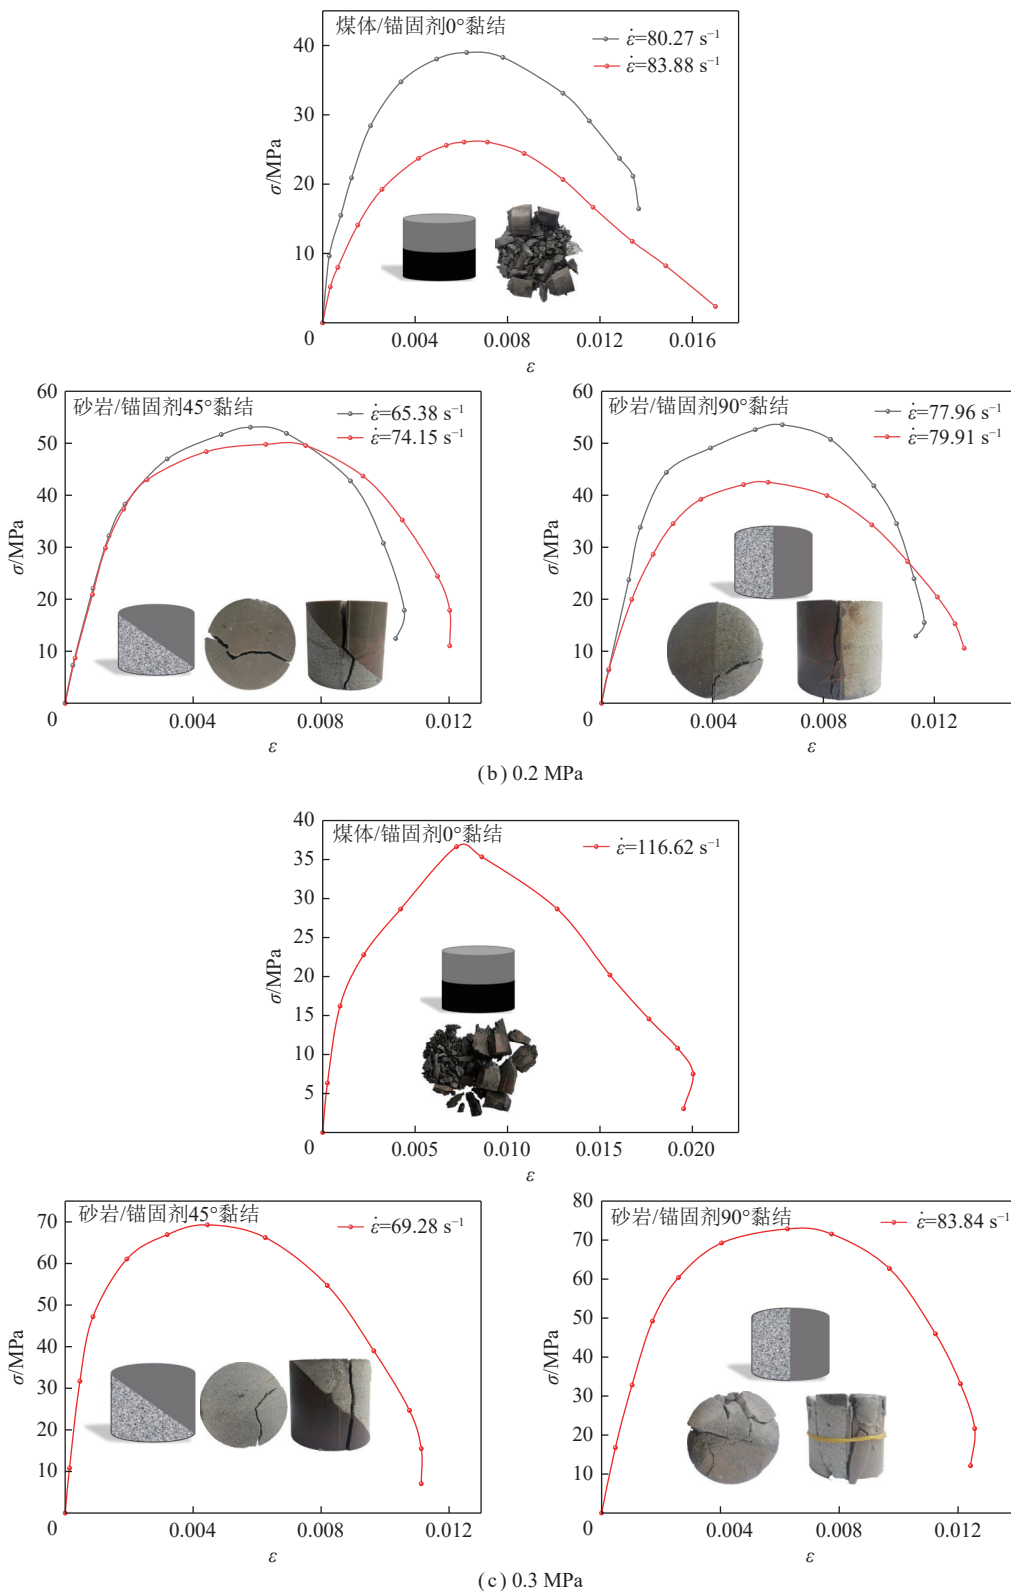 煤体/锚固剂0°黏结
ε̇=80.27 s⁻¹
ε̇=83.88 s⁻¹
σ/MPa
40
30
20
10
0
0.004
0.008
0.012
0.016
ε
砂岩/锚固剂45°黏结
ε̇=65.38 s⁻¹
ε̇=74.15 s⁻¹
σ/MPa
60
50
40
30
20
10
0
0.004
0.008
0.012
ε
砂岩/锚固剂90°黏结
ε̇=77.96 s⁻¹
ε̇=79.91 s⁻¹
σ/MPa
60
50
40
30
20
10
0
0.004
0.008
0.012
ε
(b) 0.2 MPa
煤体/锚固剂0°黏结
ε̇=116.62 s⁻¹
σ/MPa
40
35
30
25
20
15
10
5
0
0.005
0.010
0.015
0.020
ε
砂岩/锚固剂45°黏结
ε̇=69.28 s⁻¹
σ/MPa
70
60
50
40
30
20
10
0
0.004
0.008
0.012
ε
砂岩/锚固剂90°黏结
ε̇=83.84 s⁻¹
σ/MPa
80
70
60
50
40
30
20
10
0
0.004
0.008
0.012
ε
(c) 0.3 MPa